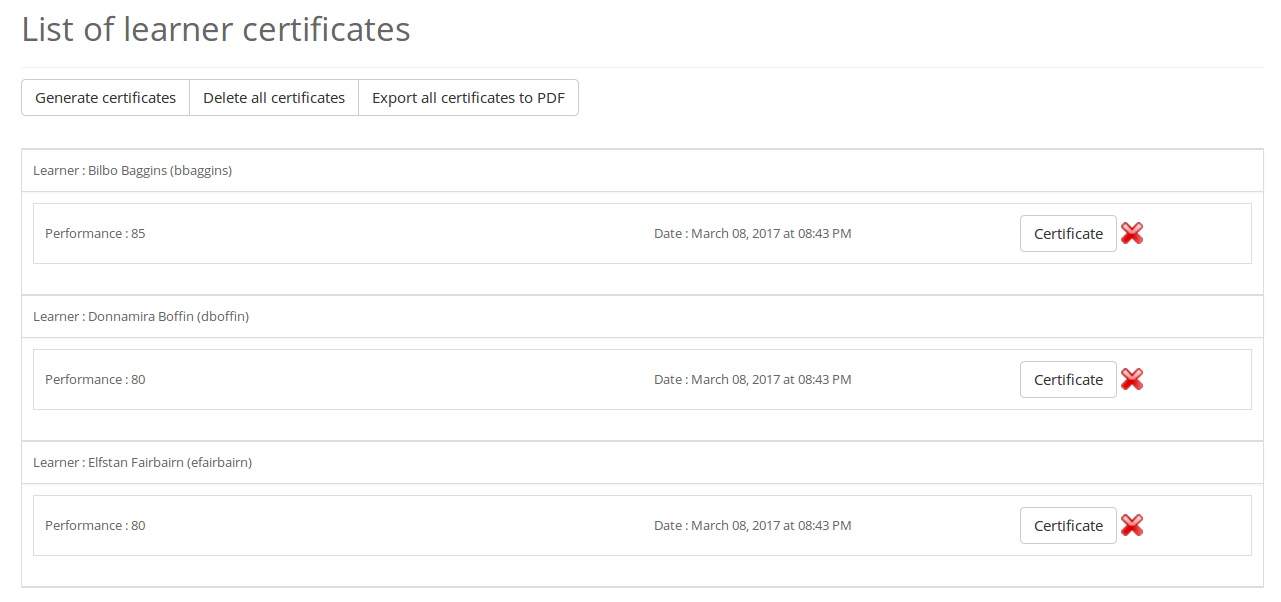 List of learner certificates
Generate certificates Delete all certificates Export all certificates to PDF
Learner : Bilbo Baggins (bbaggins)
Performance : 85 Date : March 08, 2017 at 08:43 PM Certificate
Learner : Donnamira Boffin (dboffin)
Performance : 80 Date : March 08, 2017 at 08:43 PM Certificate
Learner : Elfstan Fairbairn (efairbairn)
Performance : 80 Date : March 08, 2017 at 08:43 PM Certificate